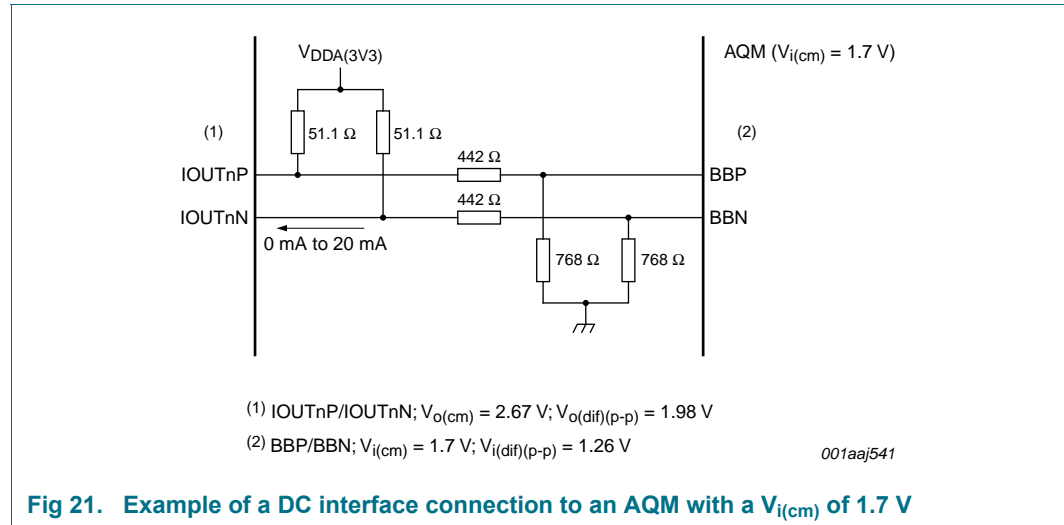 VDDA(3V3)
AQM (Vi(cm) = 1.7 V)
(1)
51.1 Ω
51.1 Ω
(2)
442 Ω
IOUTnP
BBP
442 Ω
IOUTnN
BBN
0 mA to 20 mA
768 Ω
768 Ω
(1) IOUTnP/IOUTnN; Vo(cm) = 2.67 V; Vo(dif)(p-p) = 1.98 V
(2) BBP/BBN; Vi(cm) = 1.7 V; Vi(dif)(p-p) = 1.26 V
001aaj541
Fig 21. Example of a DC interface connection to an AQM with a Vi(cm) of 1.7 V